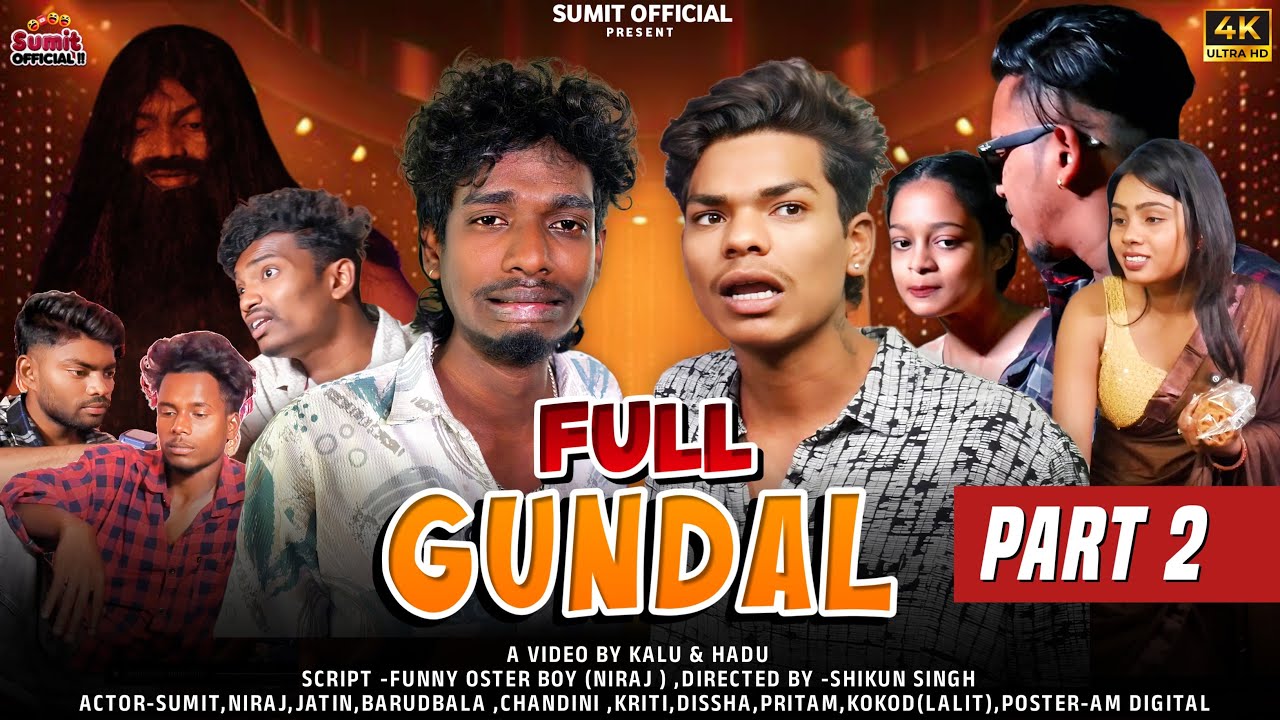 Sumit
OFFICIAL !!
SUMIT OFFICIAL
PRESENT
4K
ULTRA HD
FULL
GUNDAL
PART 2
A VIDEO BY KALU & HADU
SCRIPT -FUNNY OSTER BOY (NIRAJ ) ,DIRECTED BY -SHIKUN SINGH
ACTOR-SUMIT,NIRAJ,JATIN,BARUDBALA ,CHANDINI ,KRITI,DISSHA,PRITAM,KOKOD(LALIT),POSTER-AM DIGITAL